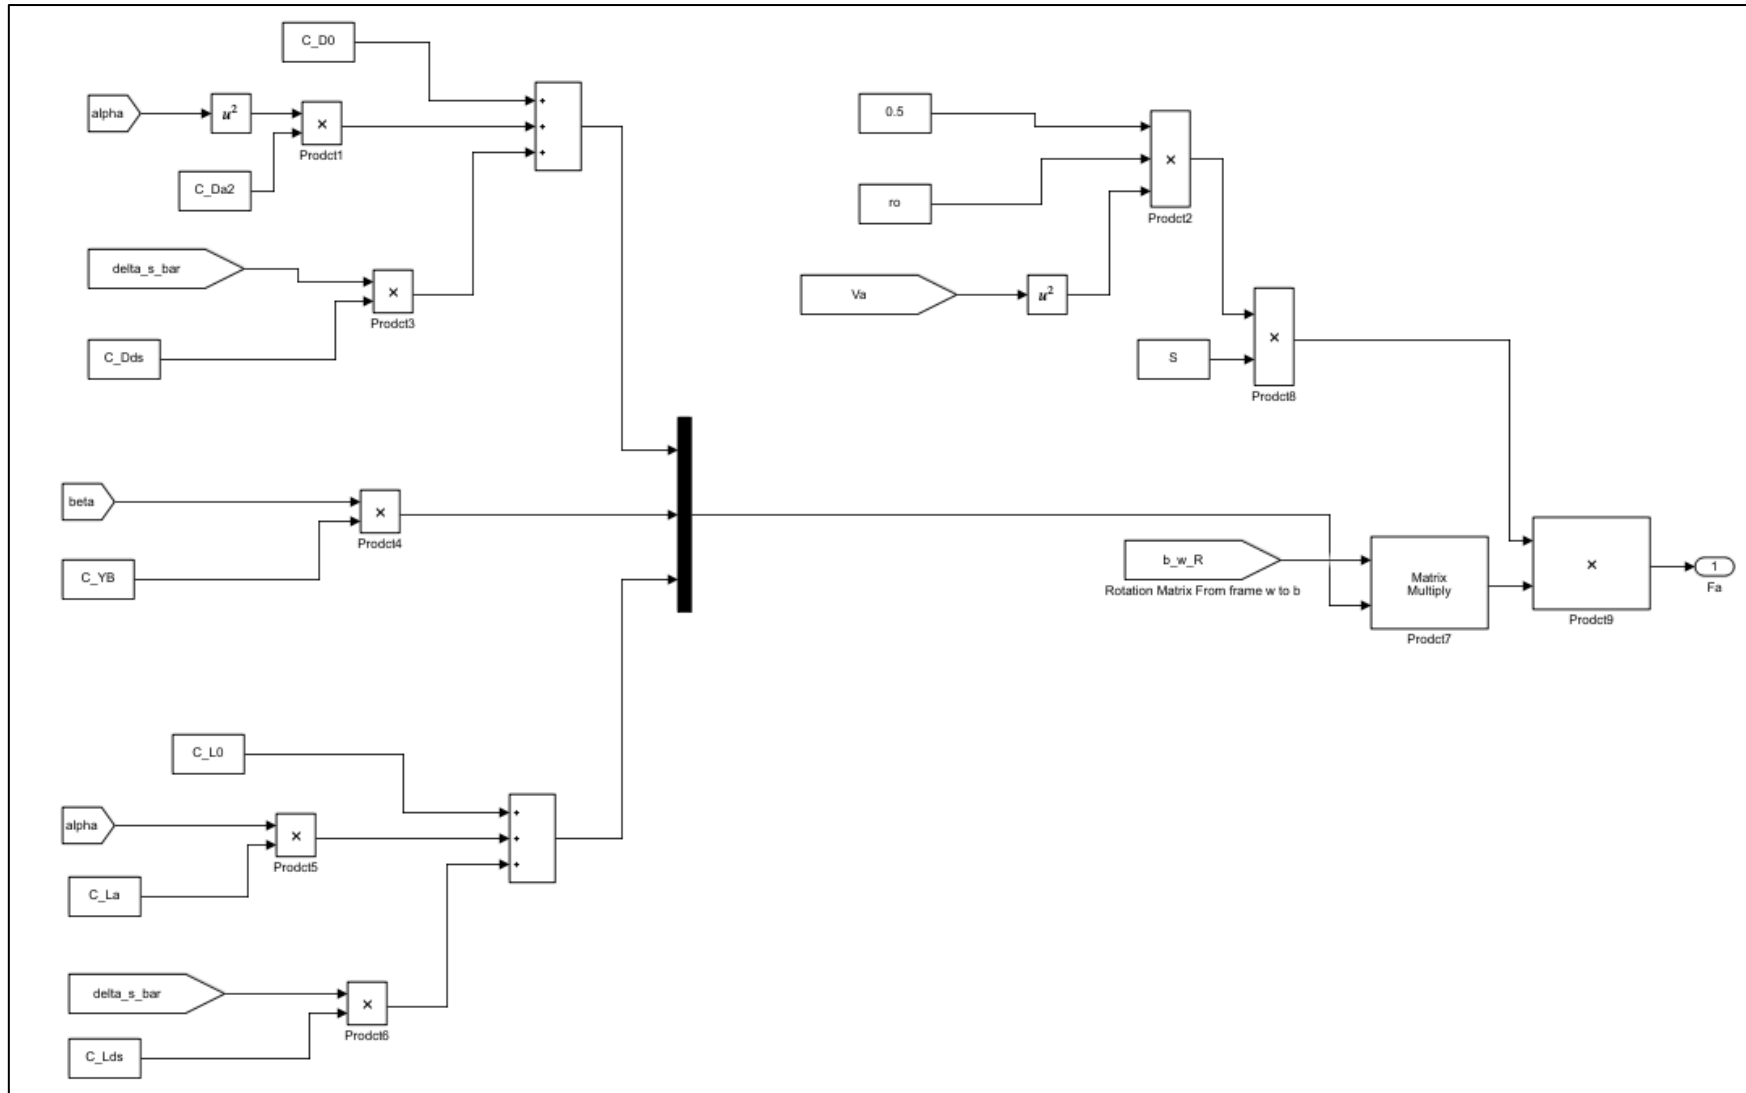 C_D0
alpha
u²
×
Prodct1
C_Da2
+
+
+
delta_s_bar
×
Prodct3
C_Dds
0.5
ro
×
Prodct2
Va
u²
S
×
Prodct8
beta
×
Prodct4
C_YB
b_w_R
Rotation Matrix From frame w to b
Matrix
Multiply
Prodct7
×
Prodct9
1
Fa
C_L0
alpha
×
Prodct5
C_La
+
+
+
delta_s_bar
×
Prodct6
C_Lds